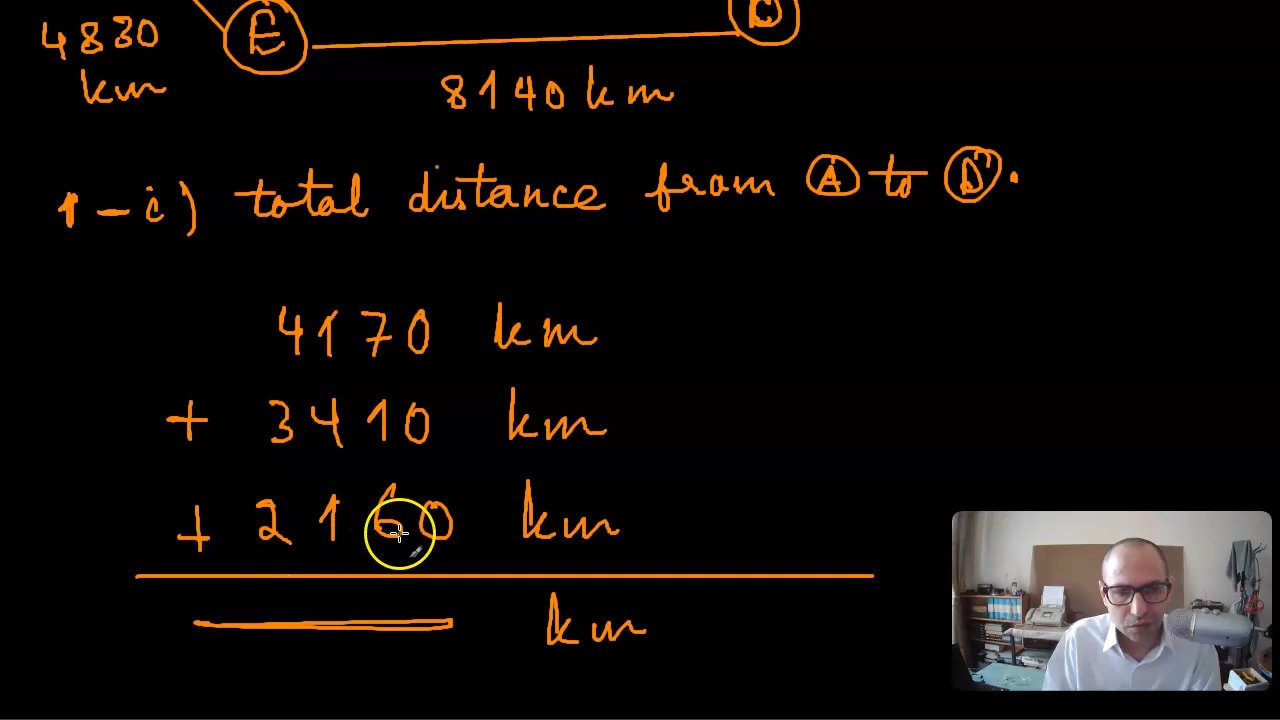 4830
km
E
C
8140 km
1-i) total distance from A to D.
4170 km
+ 3410 km
+ 2160 km
km